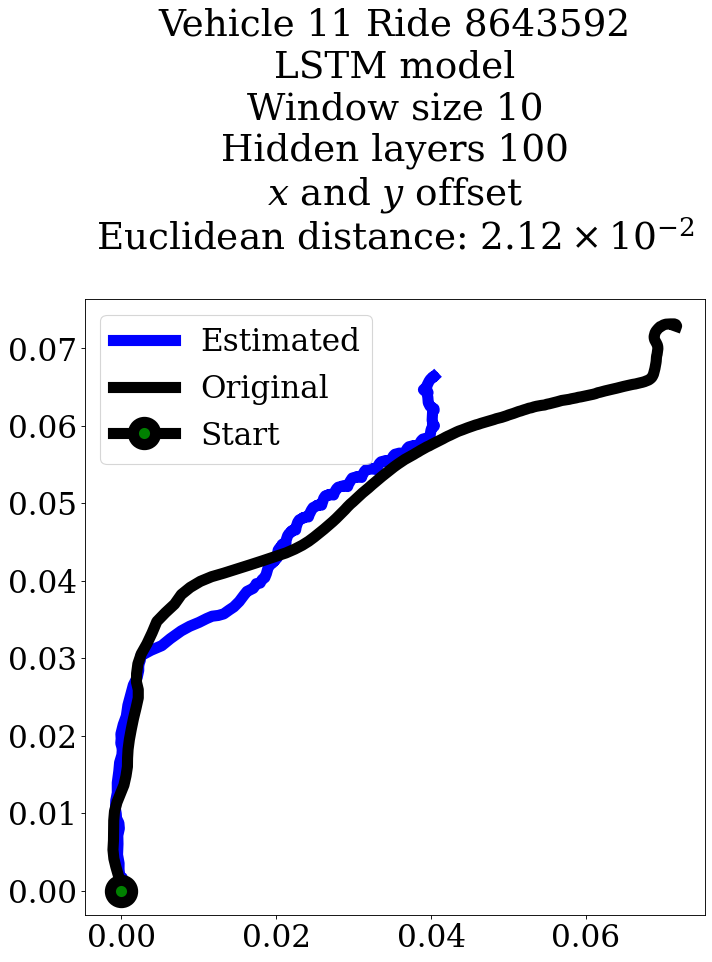 Vehicle 11 Ride 8643592
LSTM model
Window size 10
Hidden layers 100
x and y offset
Euclidean distance: 2.12 × 10⁻²
Estimated
Original
Start
0.07
0.06
0.05
0.04
0.03
0.02
0.01
0.00
0.00 0.02 0.04 0.06